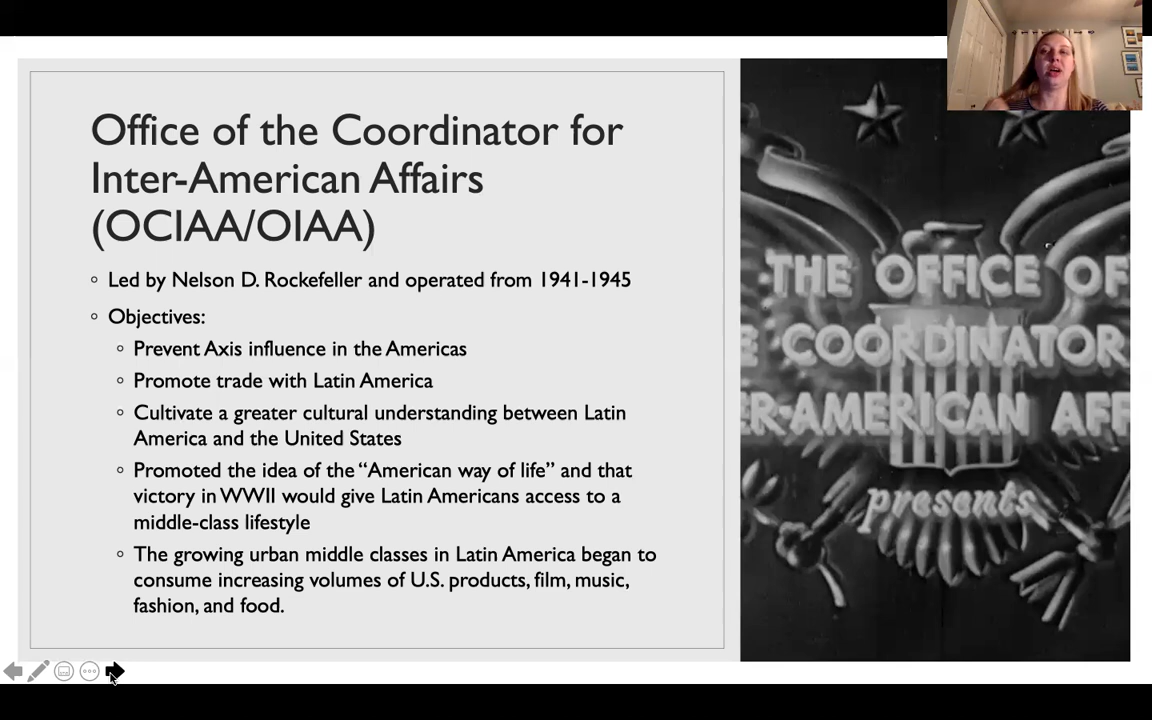 Office of the Coordinator for
Inter-American Affairs
(OCIAA/OIAA)
Led by Nelson D. Rockefeller and operated from 1941-1945
Objectives:
Prevent Axis influence in the Americas
Promote trade with Latin America
Cultivate a greater cultural understanding between Latin
America and the United States
Promoted the idea of the “American way of life” and that
victory in WWII would give Latin Americans access to a
middle-class lifestyle
The growing urban middle classes in Latin America began to
consume increasing volumes of U.S. products, film, music,
fashion, and food.
THE OFFICE OF
E COORDINATOR
ER-AMERICAN AFF
presents